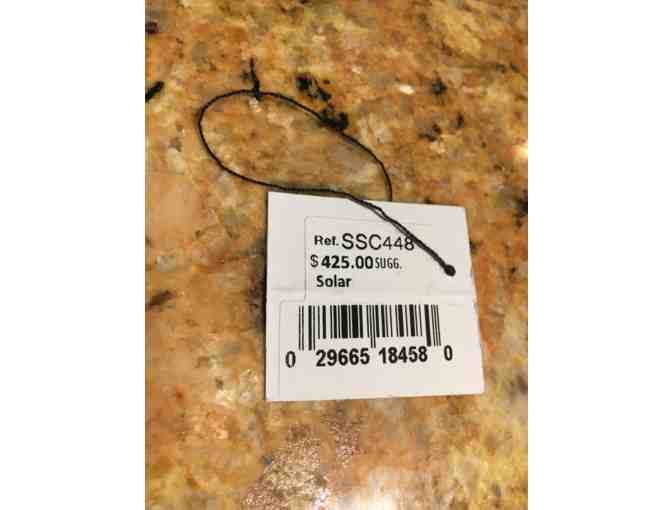 Ref. SSC448
$ 425.00 SUGG.
Solar
0 29665 18458 0